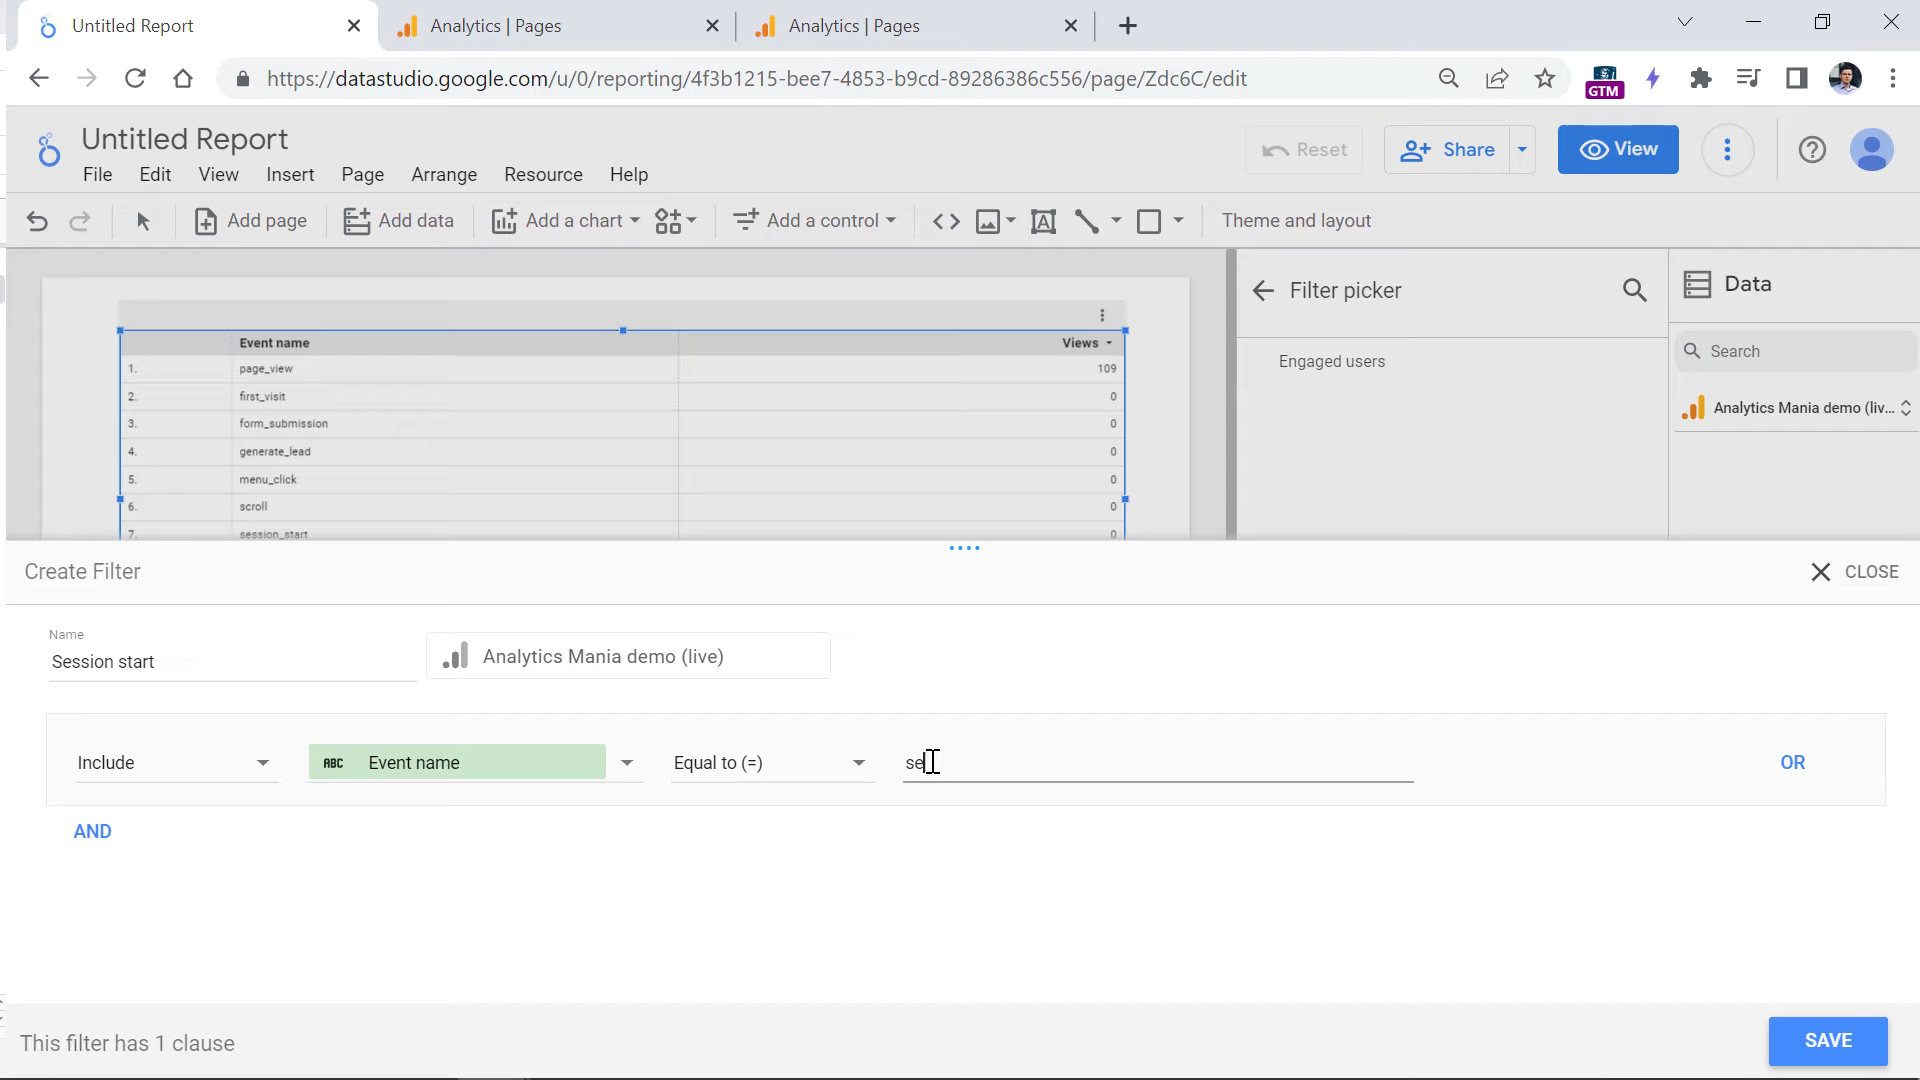 Untitled Report
Analytics | Pages
Analytics | Pages
https://datastudio.google.com/u/0/reporting/4f3b1215-bee7-4853-b9cd-89286386c556/page/Zdc6C/edit
GTM
Untitled Report
File Edit View Insert Page Arrange Resource Help
Reset
Share
View
Add page
Add data
Add a chart
Add a control
Theme and layout
Event name Views
1. page_view 109
2. first_visit 0
3. form_submission 0
4. generate_lead 0
5. menu_click 0
6. scroll 0
7. session_start 0
Filter picker
Engaged users
Data
Search
Analytics Mania demo (liv...
Create Filter
CLOSE
Name
Session start
Analytics Mania demo (live)
Include
ABC Event name
Equal to (=)
se
OR
AND
This filter has 1 clause
SAVE